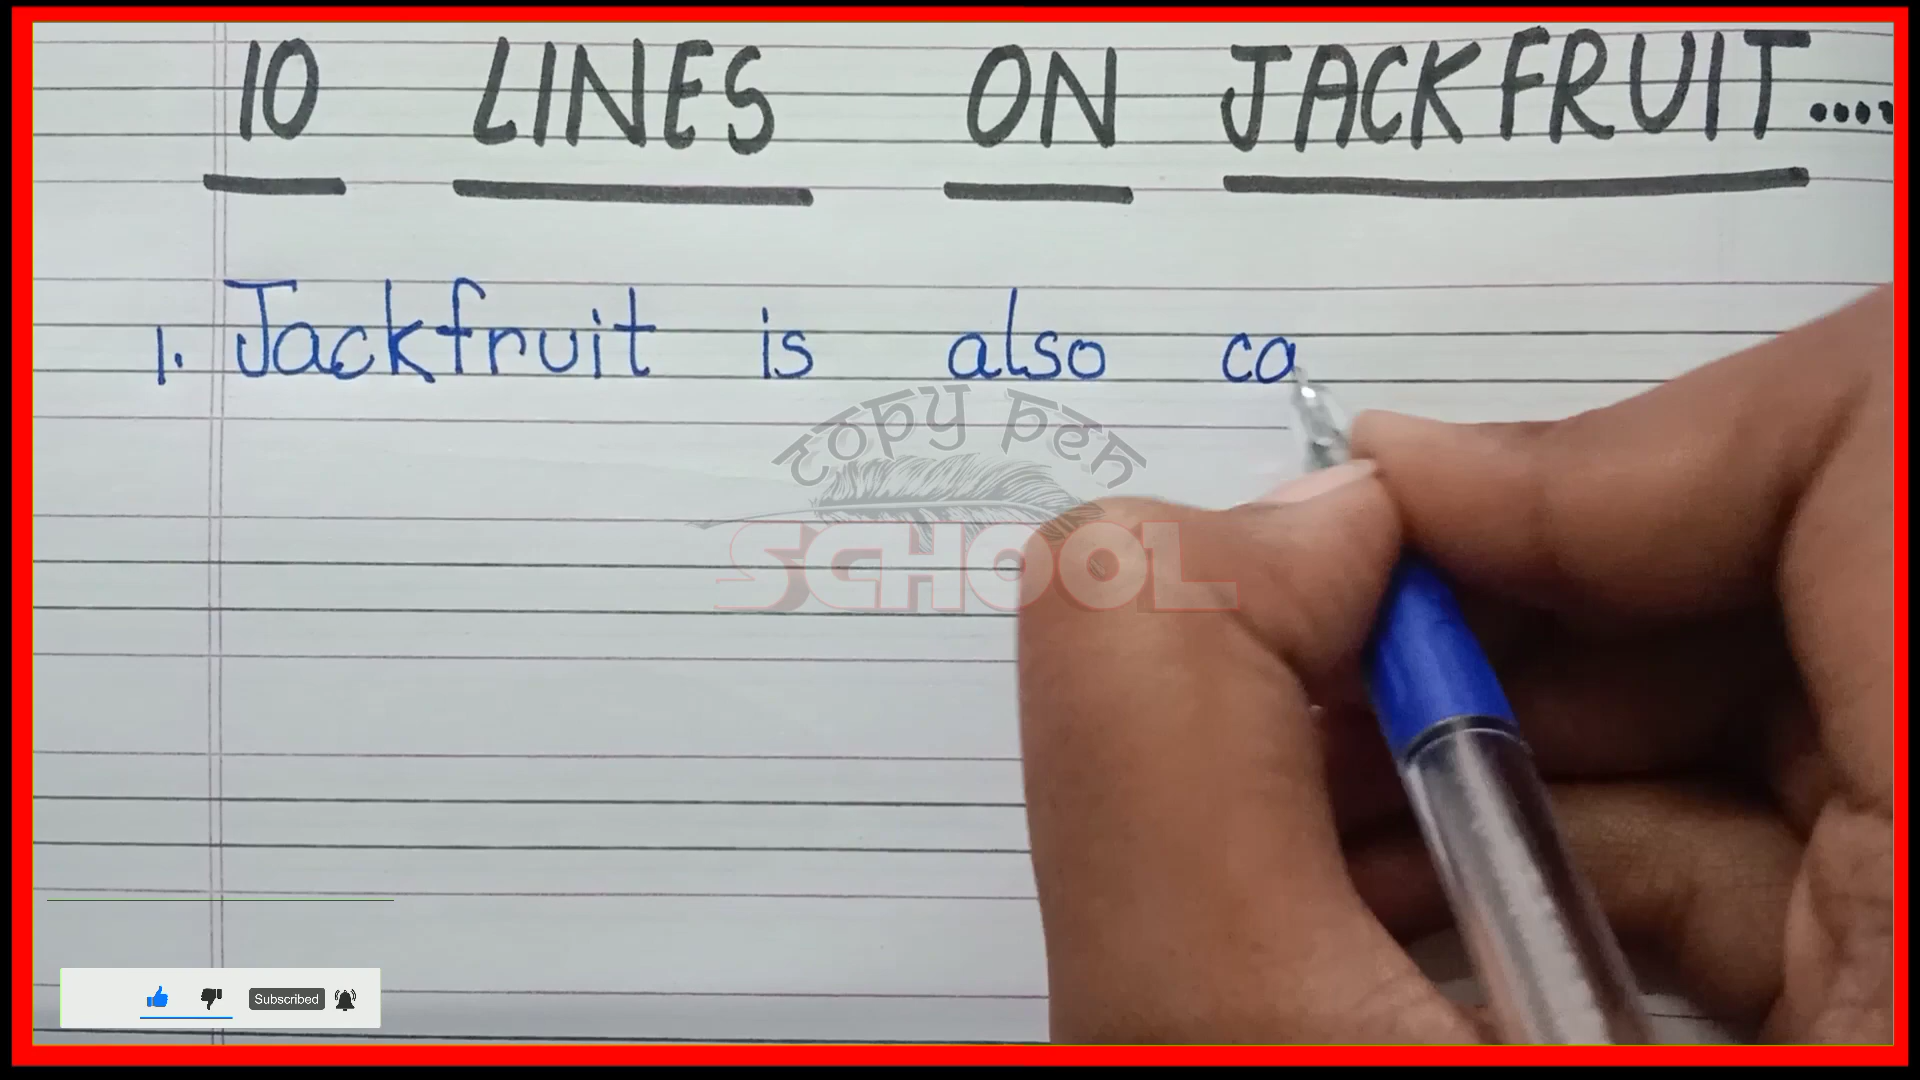 10 LINES ON JACKFRUIT....
1. Jackfruit is also ca
copy pen
SCHOOL
Subscribed